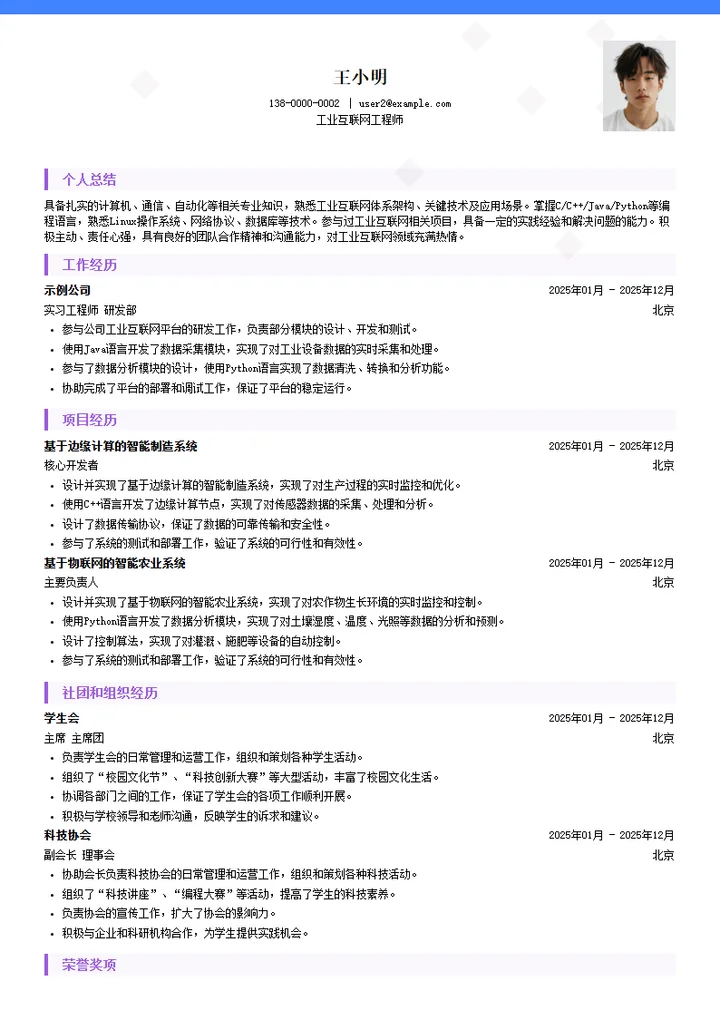 王小明
138-0000-0002 | user2@example.com
工业互联网工程师
个人总结
具备扎实的计算机、通信、自动化等相关专业知识，熟悉工业互联网体系架构、关键技术及应用场景。掌握C/C++/Java/Python等编
程语言，熟悉Linux操作系统、网络协议、数据库等技术。参与过工业互联网相关项目，具备一定的实践经验和解决问题的能力。积
极主动、责任心强，具有良好的团队合作精神和沟通能力，对工业互联网领域充满热情。
工作经历
示例公司 2025年01月 - 2025年12月
实习工程师 研发部 北京
• 参与公司工业互联网平台的研发工作，负责部分模块的设计、开发和测试。
• 使用Java语言开发了数据采集模块，实现了对工业设备数据的实时采集和处理。
• 参与了数据分析模块的设计，使用Python语言实现了数据清洗、转换和分析功能。
• 协助完成了平台的部署和调试工作，保证了平台的稳定运行。
项目经历
基于边缘计算的智能制造系统 2025年01月 - 2025年12月
核心开发者 北京
• 设计并实现了基于边缘计算的智能制造系统，实现了对生产过程的实时监控和优化。
• 使用C++语言开发了边缘计算节点，实现了对传感器数据的采集、处理和分析。
• 设计了数据传输协议，保证了数据的可靠传输和安全性。
• 参与了系统的测试和部署工作，验证了系统的可行性和有效性。
基于物联网的智能农业系统 2025年01月 - 2025年12月
主要负责人 北京
• 设计并实现了基于物联网的智能农业系统，实现了对农作物生长环境的实时监控和控制。
• 使用Python语言开发了数据分析模块，实现了对土壤湿度、温度、光照等数据的分析和预测。
• 设计了控制算法，实现了对灌溉、施肥等设备的自动控制。
• 参与了系统的测试和部署工作，验证了系统的可行性和有效性。
社团和组织经历
学生会 2025年01月 - 2025年12月
主席 主席团 北京
• 负责学生会的日常管理和运营工作，组织和策划各种学生活动。
• 组织了“校园文化节”、“科技创新大赛”等大型活动，丰富了校园文化生活。
• 协调各部门之间的工作，保证了学生会的各项工作顺利开展。
• 积极与学校领导和老师沟通，反映学生的诉求和建议。
科技协会 2025年01月 - 2025年12月
副会长 理事会 北京
• 协助会长负责科技协会的日常管理和运营工作，组织和策划各种科技活动。
• 组织了“科技讲座”、“编程大赛”等活动，提高了学生的科技素养。
• 负责协会的宣传工作，扩大了协会的影响力。
• 积极与企业和科研机构合作，为学生提供实践机会。
荣誉奖项